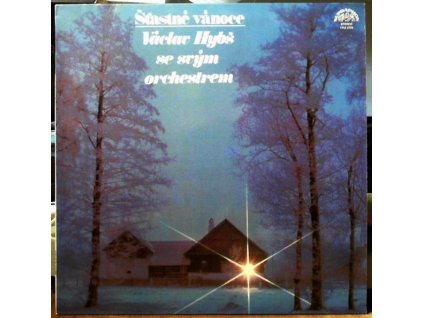 Šťastné vánoce
Václav Hybš
se svým
orchestrem